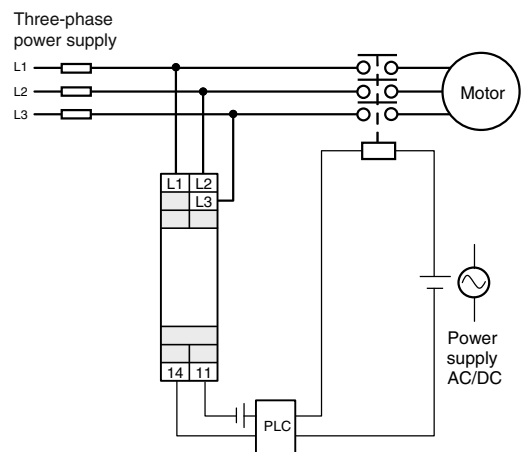 Three-phase
power supply
L1
L2
L3
Motor
L1 L2
L3
14 11
PLC
Power
supply
AC/DC